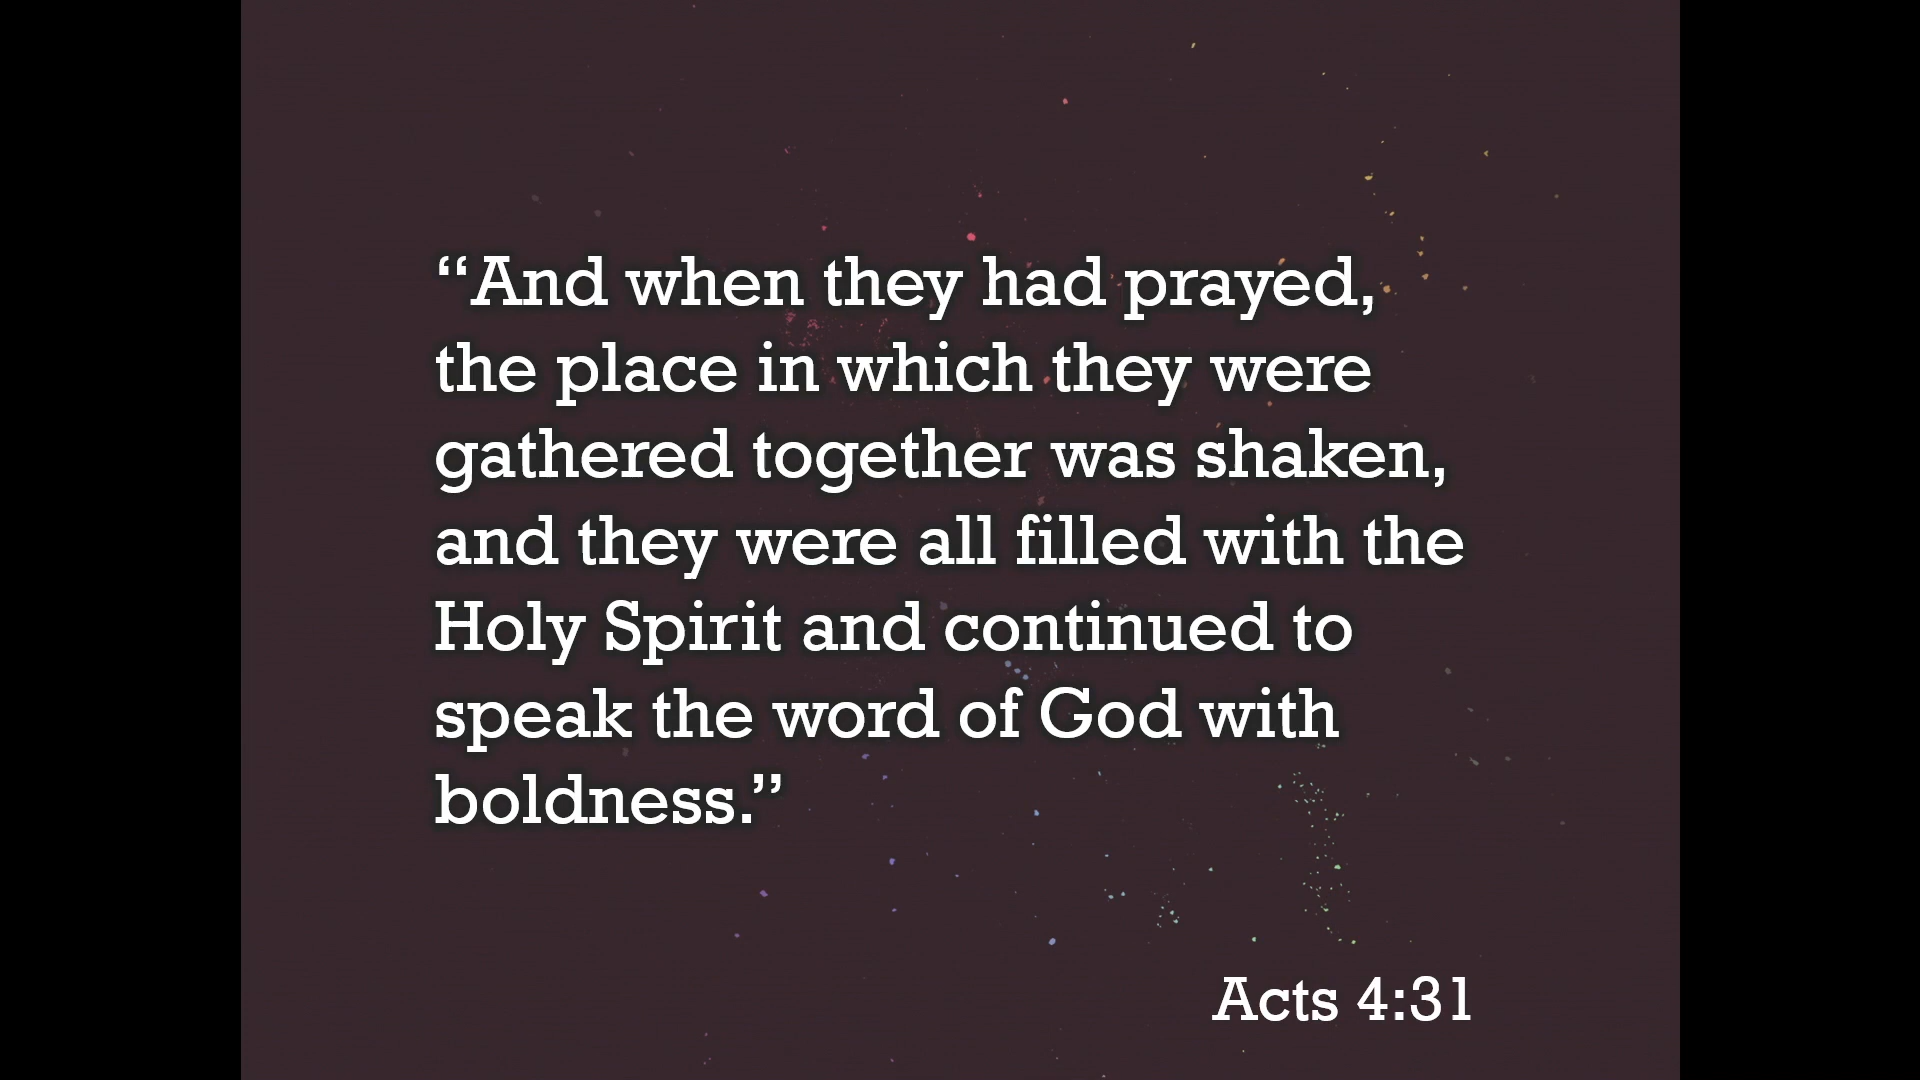 “And when they had prayed,
the place in which they were
gathered together was shaken,
and they were all filled with the
Holy Spirit and continued to
speak the word of God with
boldness.”
Acts 4:31